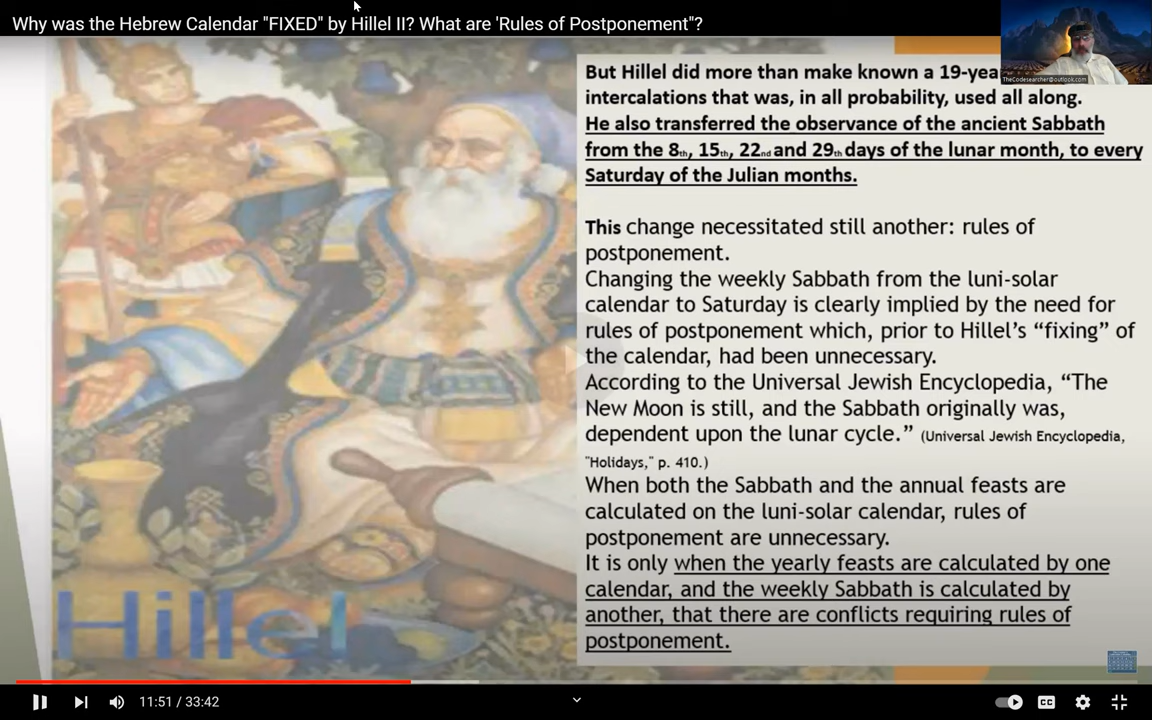 Why was the Hebrew Calendar "FIXED" by Hillel II? What are 'Rules of Postponement"?
TheCodesearcher@outlook.com
But Hillel did more than make known a 19-yea
intercalations that was, in all probability, used all along.
He also transferred the observance of the ancient Sabbath
from the 8th, 15th, 22nd and 29th days of the lunar month, to every
Saturday of the Julian months.
This change necessitated still another: rules of
postponement.
Changing the weekly Sabbath from the luni-solar
calendar to Saturday is clearly implied by the need for
rules of postponement which, prior to Hillel’s “fixing” of
the calendar, had been unnecessary.
According to the Universal Jewish Encyclopedia, “The
New Moon is still, and the Sabbath originally was,
dependent upon the lunar cycle.” (Universal Jewish Encyclopedia,
"Holidays," p. 410.)
When both the Sabbath and the annual feasts are
calculated on the luni-solar calendar, rules of
postponement are unnecessary.
It is only when the yearly feasts are calculated by one
calendar, and the weekly Sabbath is calculated by
another, that there are conflicts requiring rules of
postponement.
Hillel
11:51 / 33:42
CC